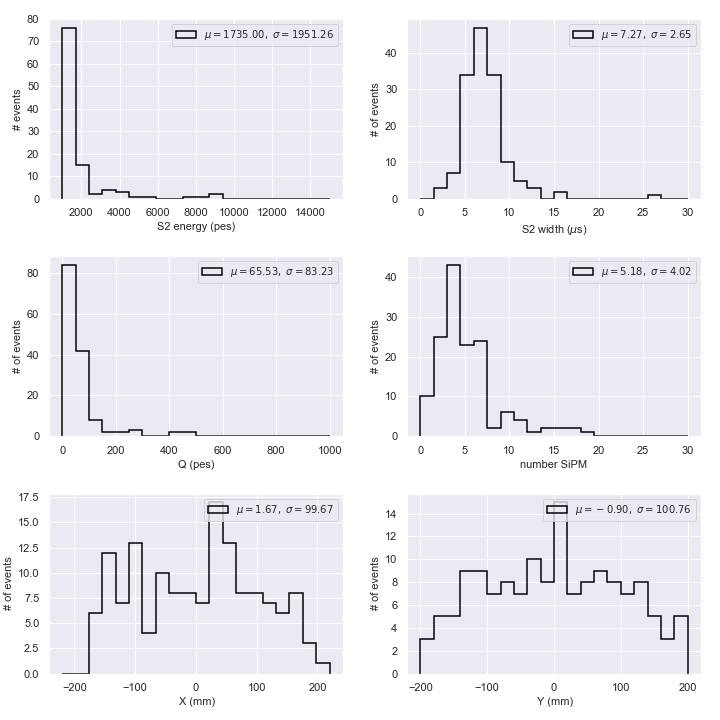 μ = 1735.00, σ = 1951.26
# events
80
70
60
50
40
30
20
10
0
2000 4000 6000 8000 10000 12000 14000
S2 energy (pes)
μ = 7.27, σ = 2.65
# of events
40
30
20
10
0
0 5 10 15 20 25 30
S2 width (μs)
μ = 65.53, σ = 83.23
# of events
80
60
40
20
0
0 200 400 600 800 1000
Q (pes)
μ = 5.18, σ = 4.02
# of events
40
30
20
10
0
0 5 10 15 20 25 30
number SiPM
μ = 1.67, σ = 99.67
# of events
17.5
15.0
12.5
10.0
7.5
5.0
2.5
0.0
−200 −100 0 100 200
X (mm)
μ = −0.90, σ = 100.76
# of events
14
12
10
8
6
4
2
0
−200 −100 0 100 200
Y (mm)